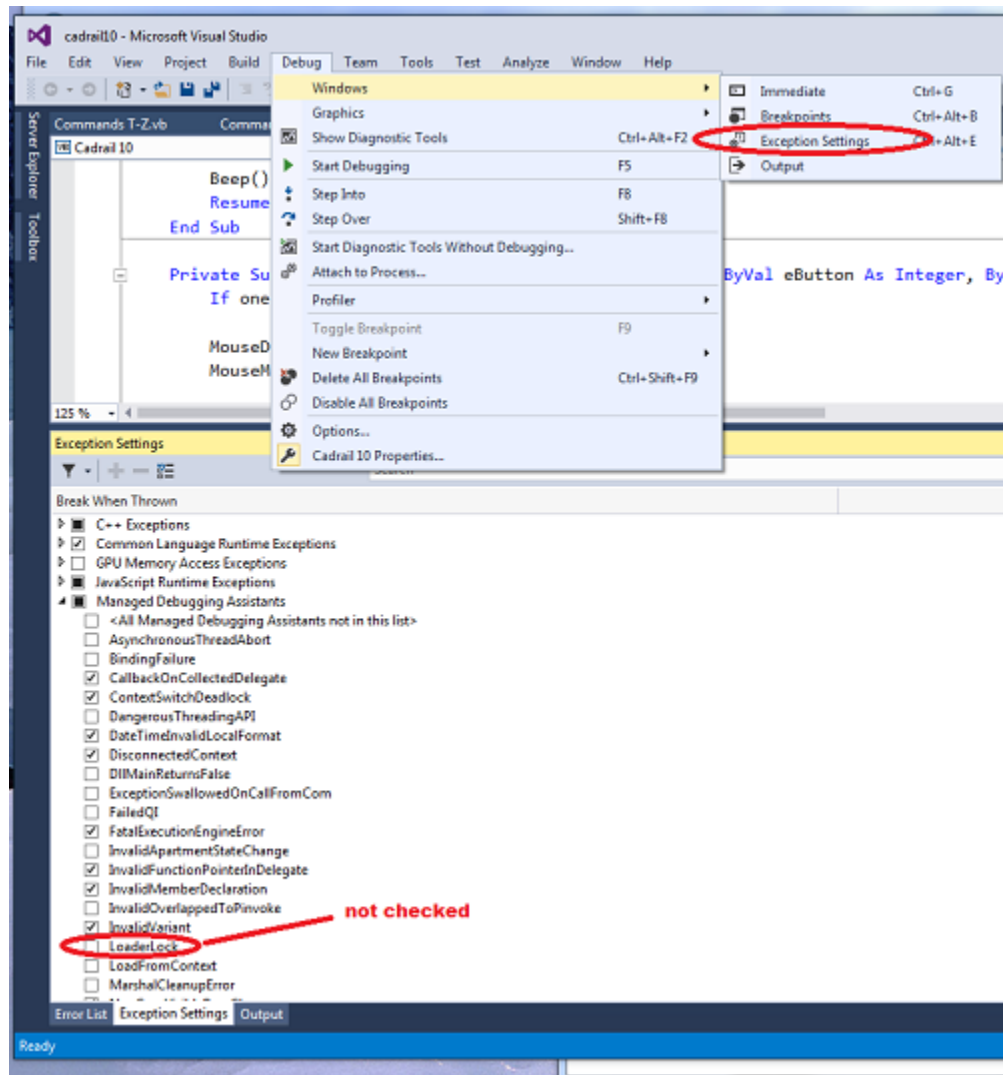 cadrail10 - Microsoft Visual Studio
File Edit View Project Build Debug Team Tools Test Analyze Window Help
Windows
Graphics
Show Diagnostic Tools Ctrl+Alt+F2
Start Debugging F5
Step Into F8
Step Over Shift+F8
Start Diagnostic Tools Without Debugging...
Attach to Process...
Profiler
Toggle Breakpoint F9
New Breakpoint
Delete All Breakpoints Ctrl+Shift+F9
Disable All Breakpoints
Options...
Cadrail 10 Properties...
Immediate Ctrl+G
Breakpoints Ctrl+Alt+B
Exception Settings Ctrl+Alt+E
Output
Server Explorer
Toolbox
Commands T-Z.vb Comma
Cadrail 10
Beep()
Resume
End Sub
Private Su ByVal eButton As Integer, By
If one
MouseD
MouseM
125 %
Exception Settings
Search
Break When Thrown
C++ Exceptions
Common Language Runtime Exceptions
GPU Memory Access Exceptions
JavaScript Runtime Exceptions
Managed Debugging Assistants
<All Managed Debugging Assistants not in this list>
AsynchronousThreadAbort
BindingFailure
CallbackOnCollectedDelegate
ContextSwitchDeadlock
DangerousThreadingAPI
DateTimeInvalidLocalFormat
DisconnectedContext
DllMainReturnsFalse
ExceptionSwallowedOnCallFromCom
FailedQI
FatalExecutionEngineError
InvalidApartmentStateChange
InvalidFunctionPointerInDelegate
InvalidMemberDeclaration
InvalidOverlappedToPinvoke
not checked
InvalidVariant
LoaderLock
LoadFromContext
MarshalCleanupError
Error List Exception Settings Output
Ready